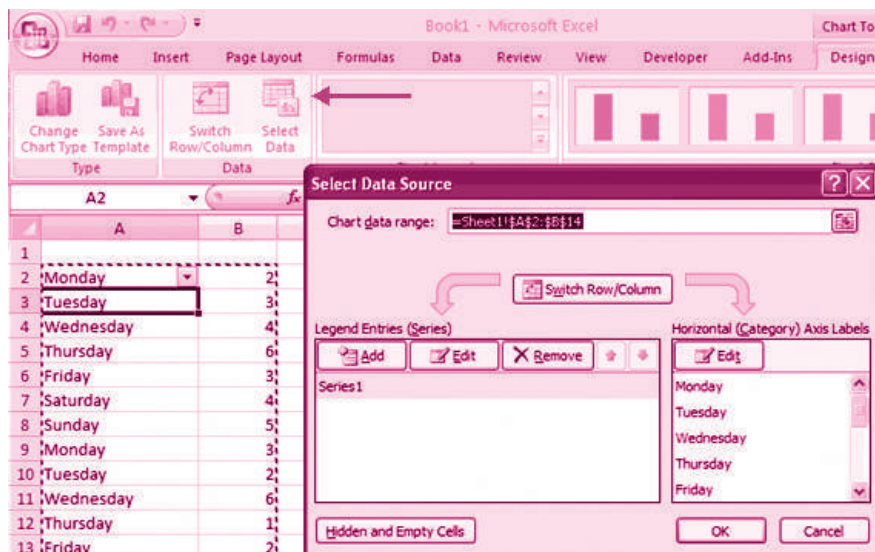 Book1 - Microsoft Excel Chart To
Home Insert Page Layout Formulas Data Review View Developer Add-Ins Design
Change Chart Type Save As Template Switch Row/Column Select Data
Type Data
A2 fx
Select Data Source
Chart data range: =Sheet1!$A$2:$B$14
Switch Row/Column
Legend Entries (Series) Horizontal (Category) Axis Labels
Add Edit Remove Edit
Series1
Monday
Tuesday
Wednesday
Thursday
Friday
Hidden and Empty Cells OK Cancel
A B
1
2 Monday 2
3 Tuesday 3
4 Wednesday 4
5 Thursday 6
6 Friday 3
7 Saturday 4
8 Sunday 5
9 Monday 3
10 Tuesday 2
11 Wednesday 6
12 Thursday 1
13 Friday 2